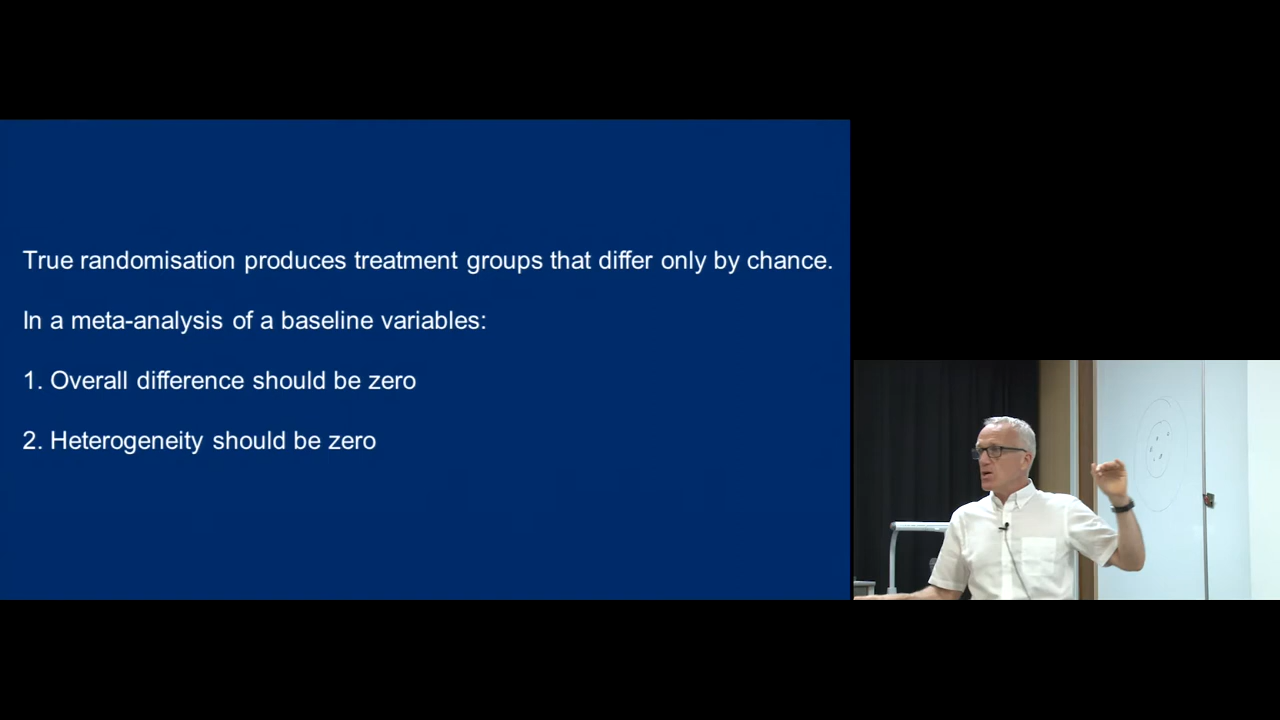 True randomisation produces treatment groups that differ only by chance.
In a meta-analysis of a baseline variables:
1. Overall difference should be zero
2. Heterogeneity should be zero